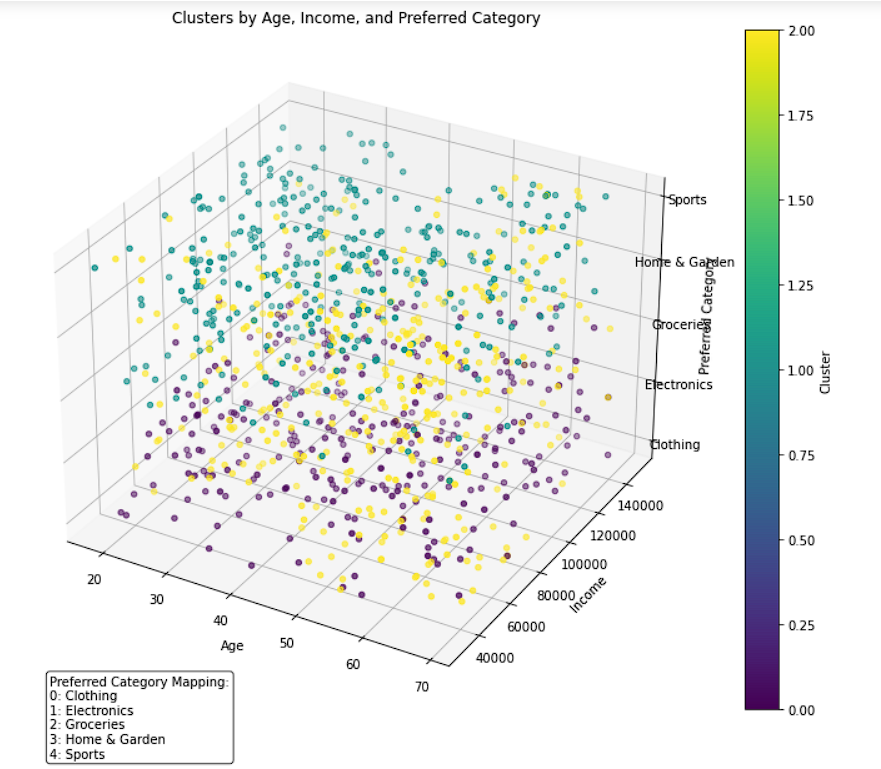 Clusters by Age, Income, and Preferred Category
2.00
1.75
1.50
1.25
1.00
0.75
0.50
0.25
0.00
Cluster
Sports
Home & Garden
Groceries
Electronics
Clothing
Preferred Category
140000
120000
100000
80000
60000
40000
Income
20
30
40
50
60
70
Age
Preferred Category Mapping:
0: Clothing
1: Electronics
2: Groceries
3: Home & Garden
4: Sports